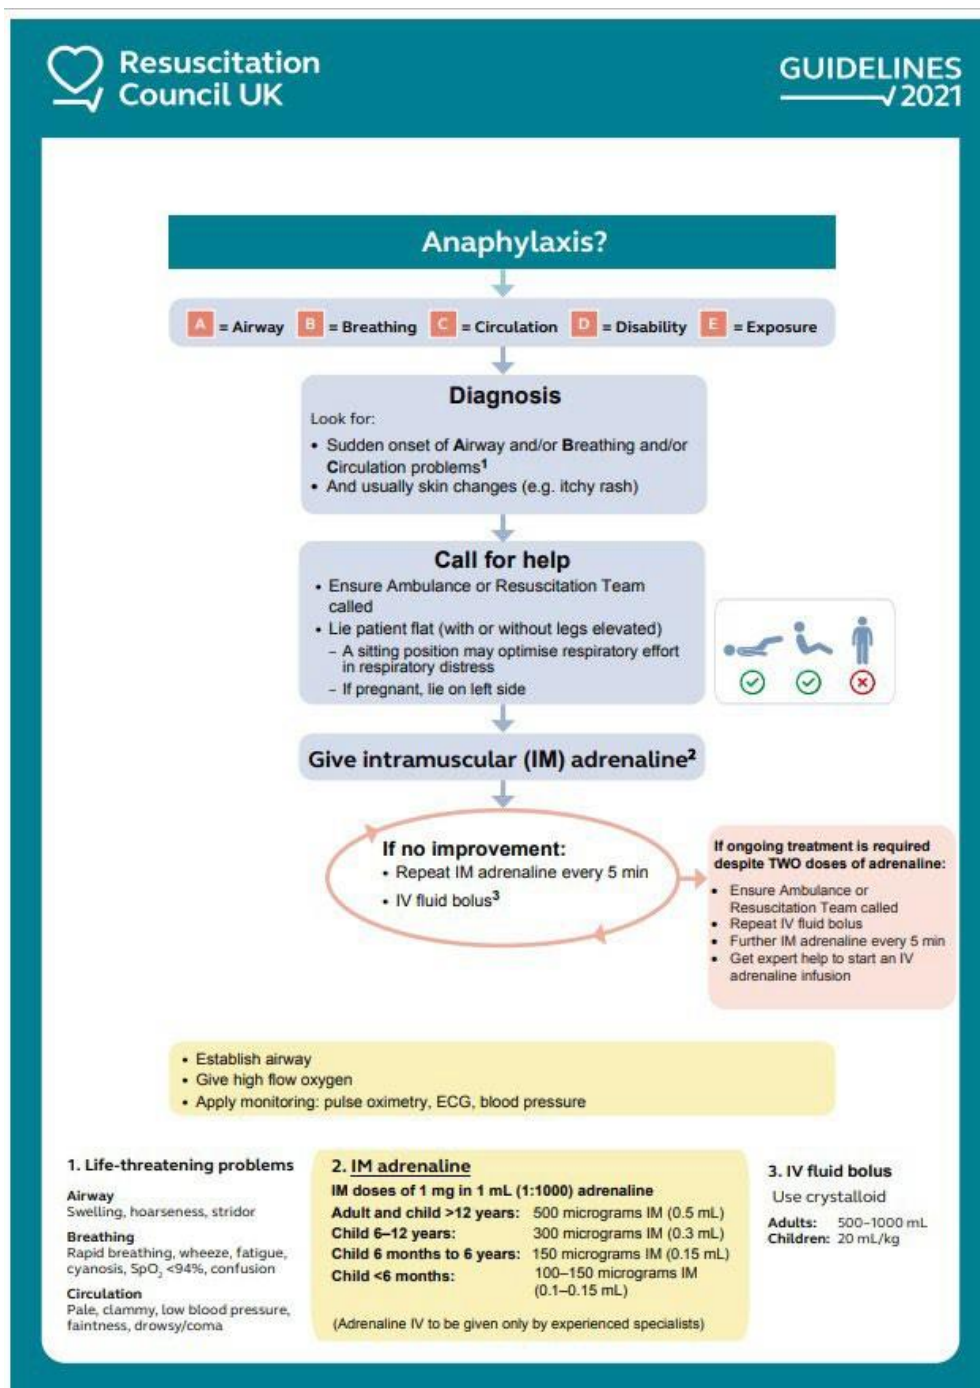 Resuscitation
Council UK
GUIDELINES
2021
Anaphylaxis?
A = Airway B = Breathing C = Circulation D = Disability E = Exposure
Diagnosis
Look for:
• Sudden onset of Airway and/or Breathing and/or
Circulation problems¹
• And usually skin changes (e.g. itchy rash)
Call for help
• Ensure Ambulance or Resuscitation Team
called
• Lie patient flat (with or without legs elevated)
– A sitting position may optimise respiratory effort
in respiratory distress
– If pregnant, lie on left side
Give intramuscular (IM) adrenaline²
If no improvement:
• Repeat IM adrenaline every 5 min
• IV fluid bolus³
If ongoing treatment is required
despite TWO doses of adrenaline:
• Ensure Ambulance or
Resuscitation Team called
• Repeat IV fluid bolus
• Further IM adrenaline every 5 min
• Get expert help to start an IV
adrenaline infusion
• Establish airway
• Give high flow oxygen
• Apply monitoring: pulse oximetry, ECG, blood pressure
1. Life-threatening problems
Airway
Swelling, hoarseness, stridor
Breathing
Rapid breathing, wheeze, fatigue,
cyanosis, SpO₂ <94%, confusion
Circulation
Pale, clammy, low blood pressure,
faintness, drowsy/coma
2. IM adrenaline
IM doses of 1 mg in 1 mL (1:1000) adrenaline
Adult and child >12 years: 500 micrograms IM (0.5 mL)
Child 6–12 years: 300 micrograms IM (0.3 mL)
Child 6 months to 6 years: 150 micrograms IM (0.15 mL)
Child <6 months: 100–150 micrograms IM
(0.1–0.15 mL)
(Adrenaline IV to be given only by experienced specialists)
3. IV fluid bolus
Use crystalloid
Adults: 500–1000 mL
Children: 20 mL/kg